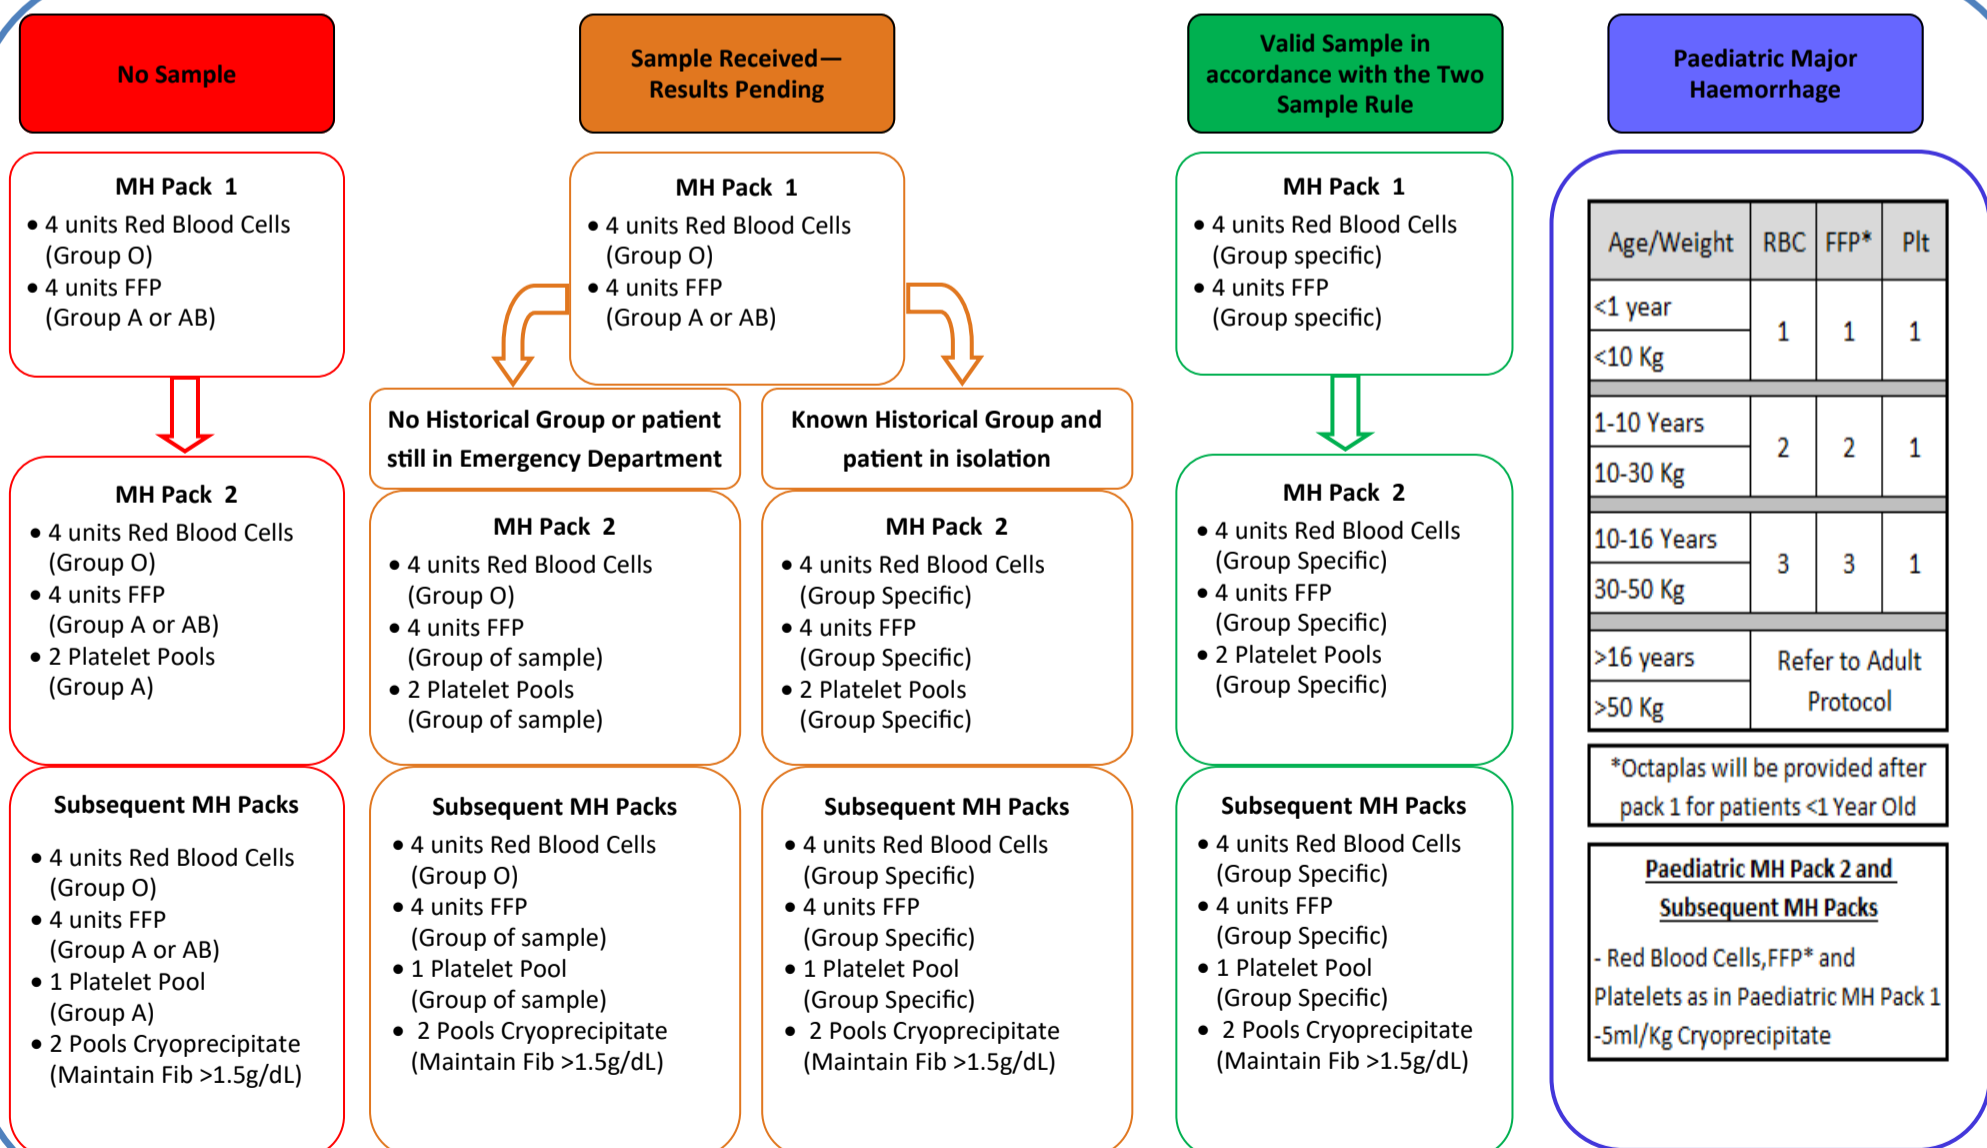 No Sample
MH Pack  1
• 4 units Red Blood Cells
(Group O)
• 4 units FFP
(Group A or AB)
MH Pack  2
• 4 units Red Blood Cells
(Group O)
• 4 units FFP
(Group A or AB)
• 2 Platelet Pools
(Group A)
Subsequent MH Packs
• 4 units Red Blood Cells
(Group O)
• 4 units FFP
(Group A or AB)
• 1 Platelet Pool
(Group A)
• 2 Pools Cryoprecipitate
(Maintain Fib >1.5g/dL)
Sample Received—
Results Pending
MH Pack  1
• 4 units Red Blood Cells
(Group O)
• 4 units FFP
(Group A or AB)
No Historical Group or patient
still in Emergency Department
MH Pack  2
• 4 units Red Blood Cells
(Group O)
• 4 units FFP
(Group of sample)
• 2 Platelet Pools
(Group of sample)
Subsequent MH Packs
• 4 units Red Blood Cells
(Group O)
• 4 units FFP
(Group of sample)
• 1 Platelet Pool
(Group of sample)
• 2 Pools Cryoprecipitate
(Maintain Fib >1.5g/dL)
Known Historical Group and
patient in isolation
MH Pack  2
• 4 units Red Blood Cells
(Group Specific)
• 4 units FFP
(Group Specific)
• 2 Platelet Pools
(Group Specific)
Subsequent MH Packs
• 4 units Red Blood Cells
(Group Specific)
• 4 units FFP
(Group Specific)
• 1 Platelet Pool
(Group Specific)
• 2 Pools Cryoprecipitate
(Maintain Fib >1.5g/dL)
Valid Sample in
accordance with the Two
Sample Rule
MH Pack  1
• 4 units Red Blood Cells
(Group specific)
• 4 units FFP
(Group specific)
MH Pack  2
• 4 units Red Blood Cells
(Group Specific)
• 4 units FFP
(Group Specific)
• 2 Platelet Pools
(Group Specific)
Subsequent MH Packs
• 4 units Red Blood Cells
(Group Specific)
• 4 units FFP
(Group Specific)
• 1 Platelet Pool
(Group Specific)
• 2 Pools Cryoprecipitate
(Maintain Fib >1.5g/dL)
Paediatric Major
Haemorrhage
Age/Weight RBC FFP* Plt
<1 year
1 1 1
<10 Kg
1-10 Years
2 2 1
10-30 Kg
10-16 Years
3 3 1
30-50 Kg
>16 years Refer to Adult
>50 Kg Protocol
*Octaplas will be provided after
pack 1 for patients <1 Year Old
Paediatric MH Pack 2 and
Subsequent MH Packs
- Red Blood Cells,FFP* and
Platelets as in Paediatric MH Pack 1
-5ml/Kg Cryoprecipitate